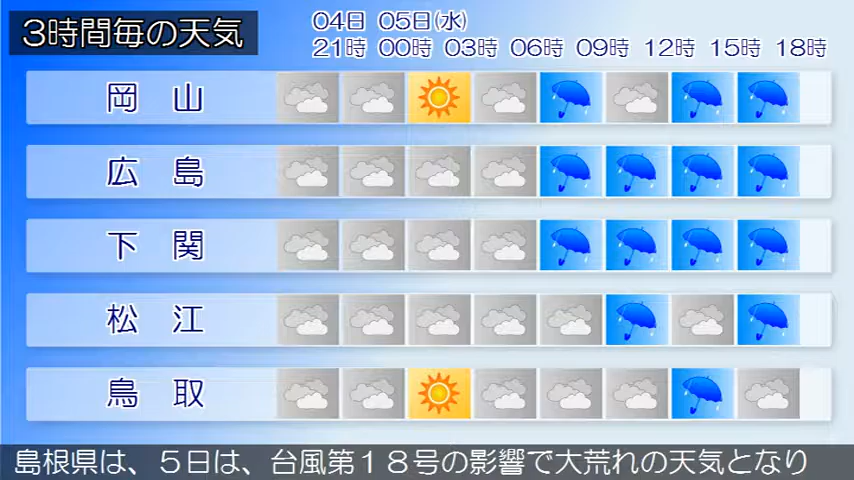 3時間毎の天気
04日 05日(水)
21時 00時 03時 06時 09時 12時 15時 18時
岡 山
広 島
下 関
松 江
鳥 取
島根県は、５日は、台風第１８号の影響で大荒れの天気となり